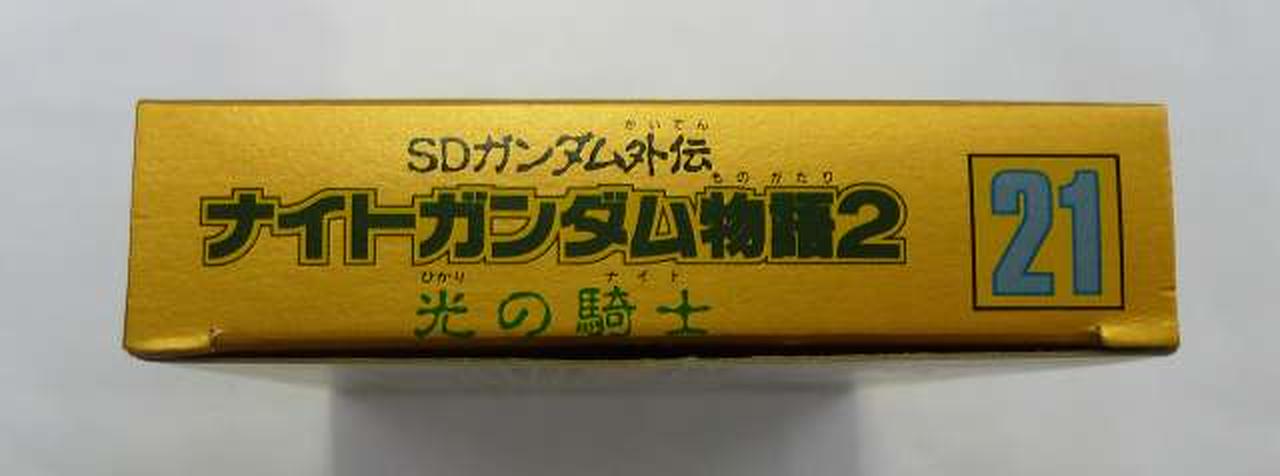 かいでん
SDガンダム外伝
ものがたり
ナイトガンダム物語2
ひかり ナイト
光の騎士
21